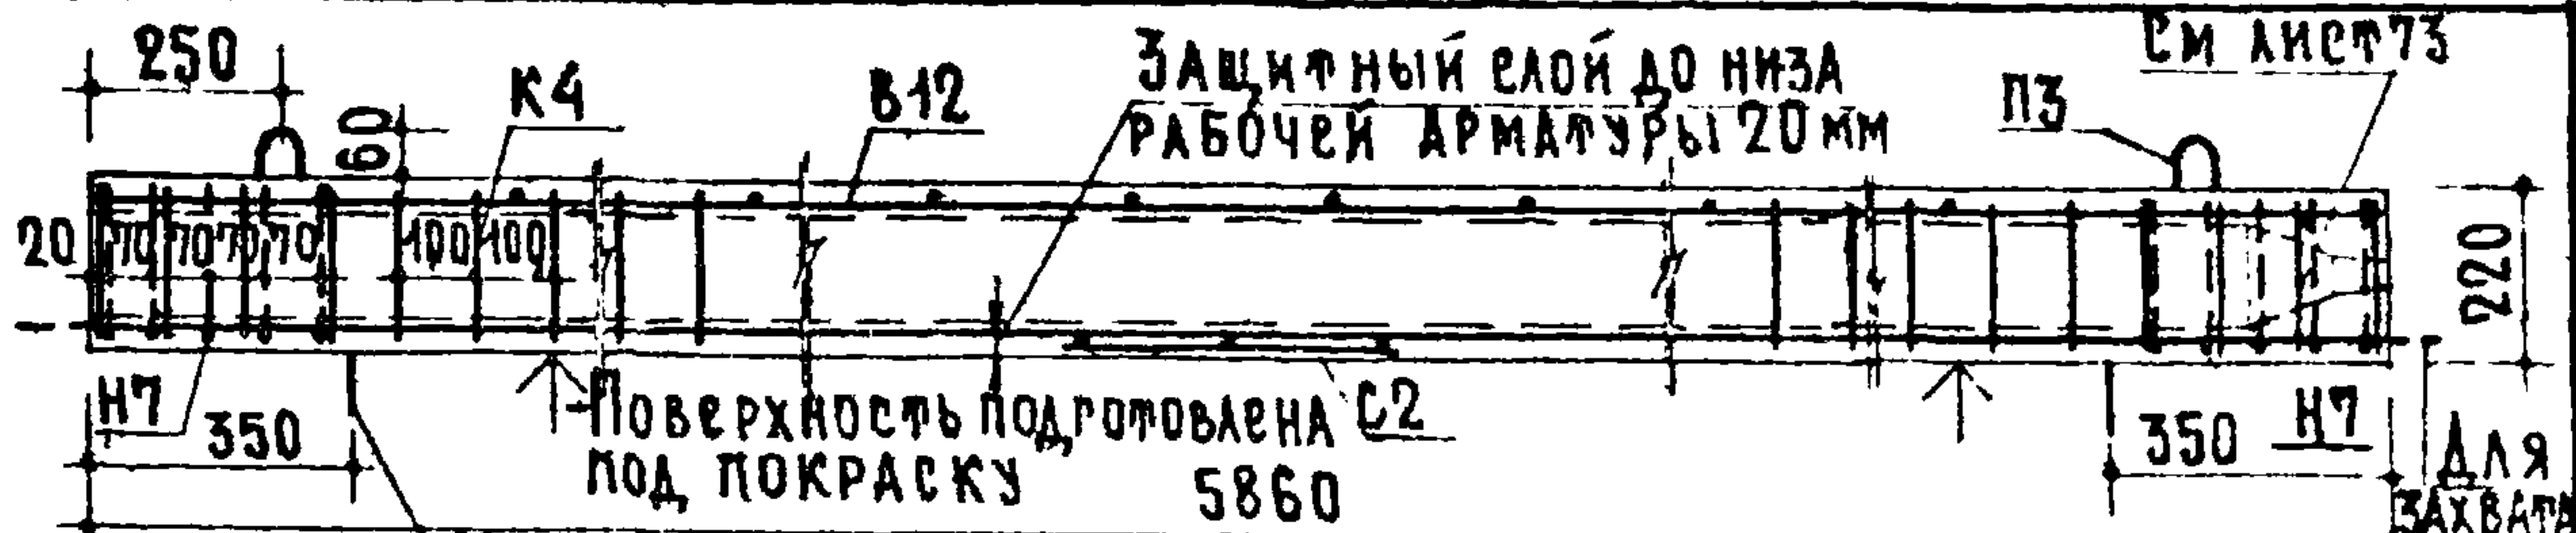 250
К4
60
В12
ЗАЩИТНЫЙ СЛОЙ ДО НИЗА
РАБОЧЕЙ АРМАТУРЫ 20 ММ
П3
СМ ЛИСТ 73
20
70 70 70 70
100 100
220
Н7
350
ПОВЕРХНОСТЬ ПОДГОТОВЛЕНА
ПОД ПОКРАСКУ
С2
5860
350
Н7
ДЛЯ
ЗАХВАТА